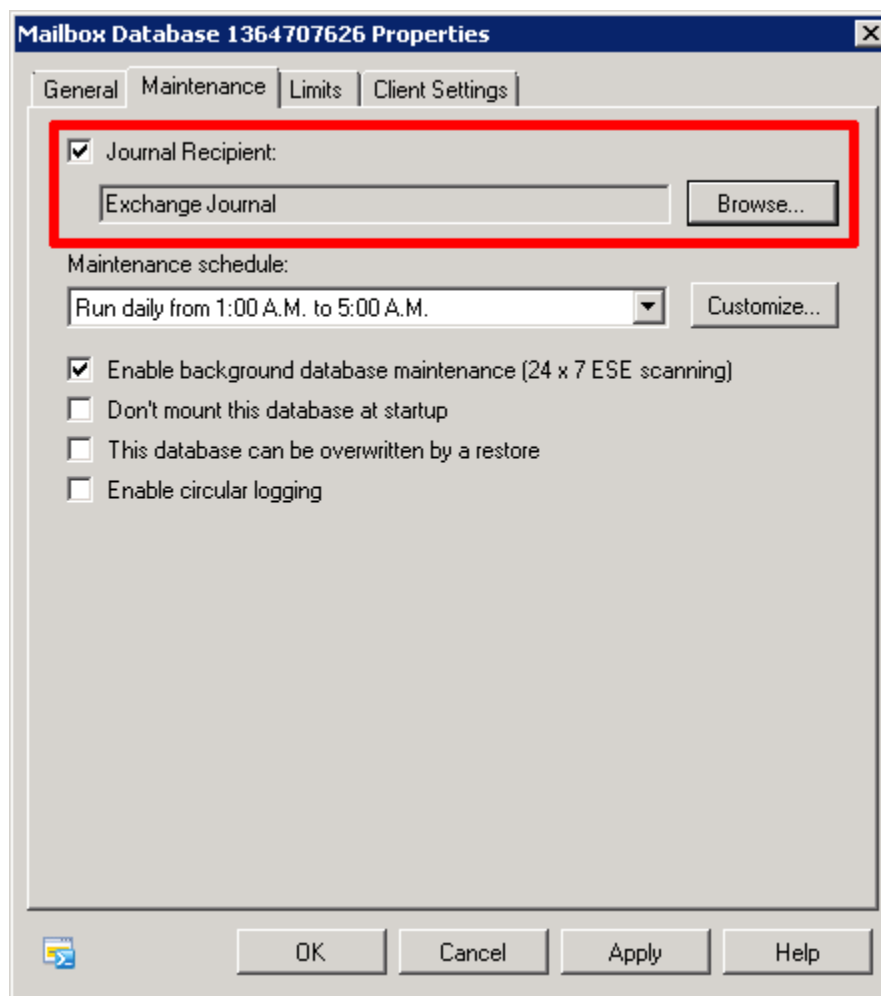 Mailbox Database 1364707626 Properties
General Maintenance Limits Client Settings
Journal Recipient:
Exchange Journal Browse...
Maintenance schedule:
Run daily from 1:00 A.M. to 5:00 A.M. Customize...
Enable background database maintenance (24 x 7 ESE scanning)
Don't mount this database at startup
This database can be overwritten by a restore
Enable circular logging
OK Cancel Apply Help